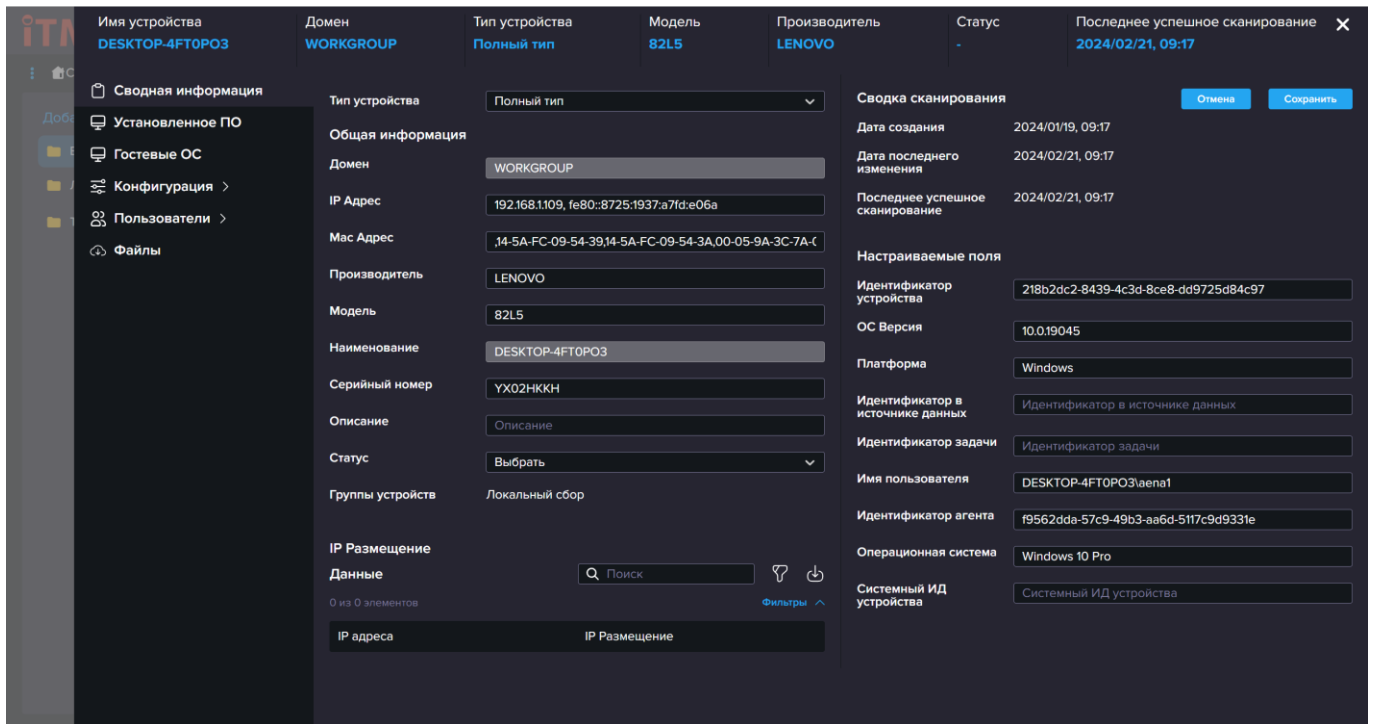 iTM
Имя устройства
DESKTOP-4FT0PO3
Домен
WORKGROUP
Тип устройства
Полный тип
Модель
82L5
Производитель
LENOVO
Статус
-
Последнее успешное сканирование
2024/02/21, 09:17
Сводная информация
Установленное ПО
Гостевые ОС
Конфигурация
Пользователи
Файлы
Тип устройства
Полный тип
Общая информация
Домен
WORKGROUP
IP Адрес
192.168.1.109, fe80::8725:1937:a7fd:e06a
Mac Адрес
,14-5A-FC-09-54-39,14-5A-FC-09-54-3A,00-05-9A-3C-7A-0
Производитель
LENOVO
Модель
82L5
Наименование
DESKTOP-4FT0PO3
Серийный номер
YX02HKKH
Описание
Описание
Статус
Выбрать
Группы устройств
Локальный сбор
IP Размещение
Данные
Поиск
0 из 0 элементов
Фильтры
IP адреса
IP Размещение
Сводка сканирования
Отмена
Сохранить
Дата создания
2024/01/19, 09:17
Дата последнего
изменения
2024/02/21, 09:17
Последнее успешное
сканирование
2024/02/21, 09:17
Настраиваемые поля
Идентификатор
устройства
218b2dc2-8439-4c3d-8ce8-dd9725d84c97
ОС Версия
10.0.19045
Платформа
Windows
Идентификатор в
источнике данных
Идентификатор в источнике данных
Идентификатор задачи
Идентификатор задачи
Имя пользователя
DESKTOP-4FT0PO3\aena1
Идентификатор агента
f9562dda-57c9-49b3-aa6d-5117c9d9331e
Операционная система
Windows 10 Pro
Системный ИД
устройства
Системный ИД устройства